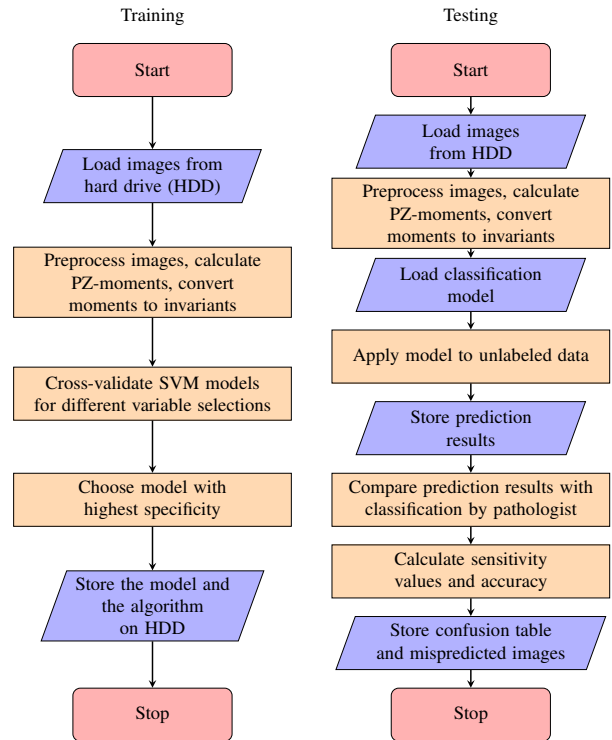 Training
Start
Load images from
hard drive (HDD)
Preprocess images, calculate
PZ-moments, convert
moments to invariants
Cross-validate SVM models
for different variable selections
Choose model with
highest specificity
Store the model and
the algorithm
on HDD
Stop
Testing
Start
Load images
from HDD
Preprocess images, calculate
PZ-moments, convert
moments to invariants
Load classification
model
Apply model to unlabeled data
Store prediction
results
Compare prediction results with
classification by pathologist
Calculate sensitivity
values and accuracy
Store confusion table
and mispredicted images
Stop